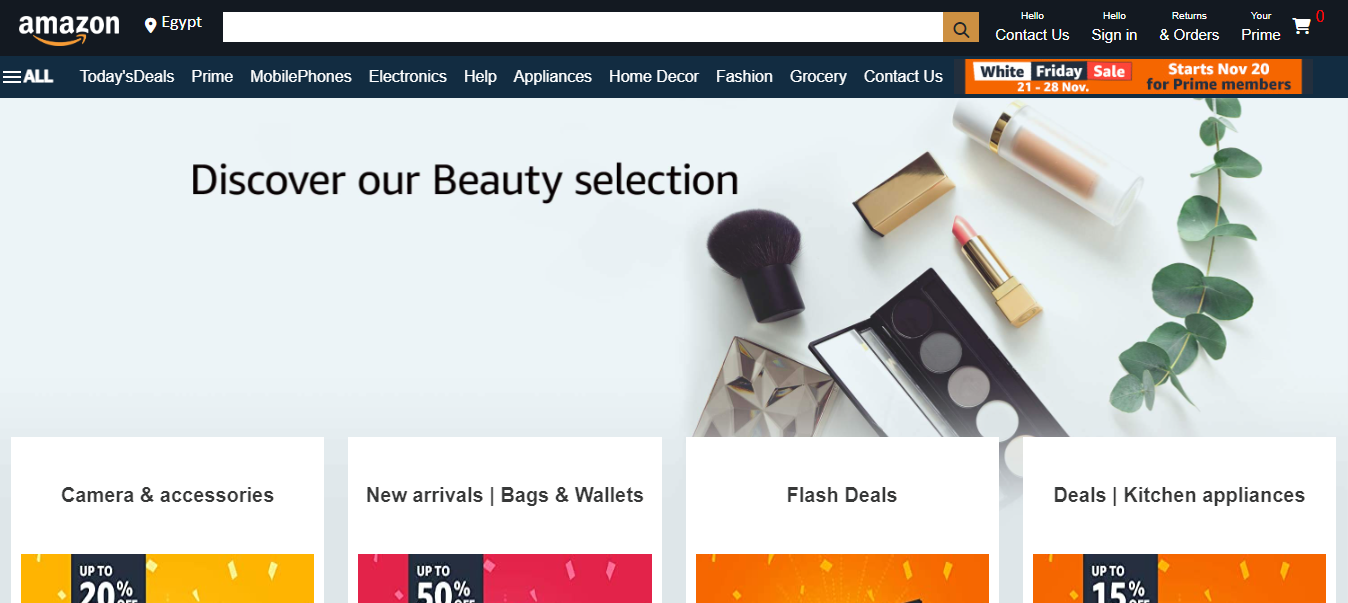 amazon
Egypt
Hello
Contact Us
Hello
Sign in
Returns
& Orders
Your
Prime
0
ALL Today'sDeals Prime MobilePhones Electronics Help Appliances Home Decor Fashion Grocery Contact Us
White Friday Sale
21 - 28 Nov.
Starts Nov 20
for Prime members
Discover our Beauty selection
Camera & accessories
New arrivals | Bags & Wallets
Flash Deals
Deals | Kitchen appliances
UP TO
20%
OFF
UP TO
50%
OFF
UP TO
15%
OFF